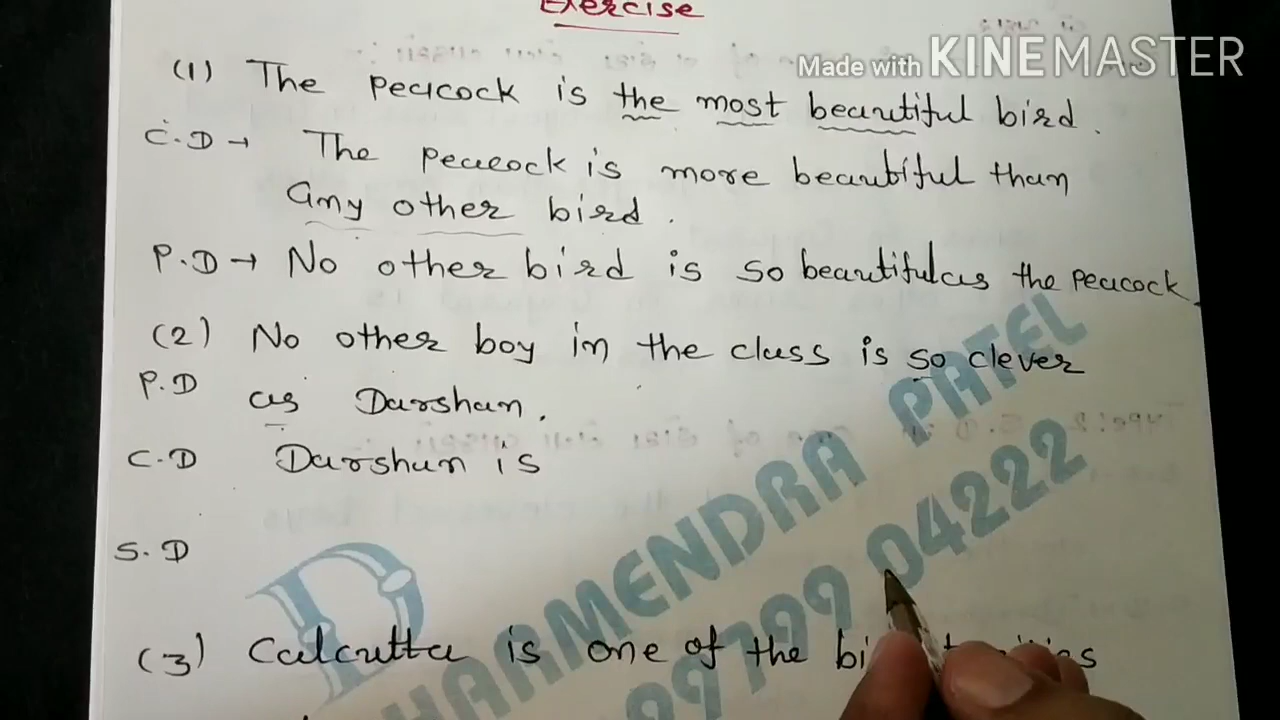 Exercise
Made with KINEMASTER
(1) The peacock is the most beautiful bird.
C.D → The peacock is more beautiful than
any other bird.
P.D → No other bird is so beautiful as the peacock.
(2) No other boy in the class is so clever
P.D as Darshan.
C.D Darshan is
S.D
(3) Calcutta is one of the
DHARMENDRA PATEL
99799 04222